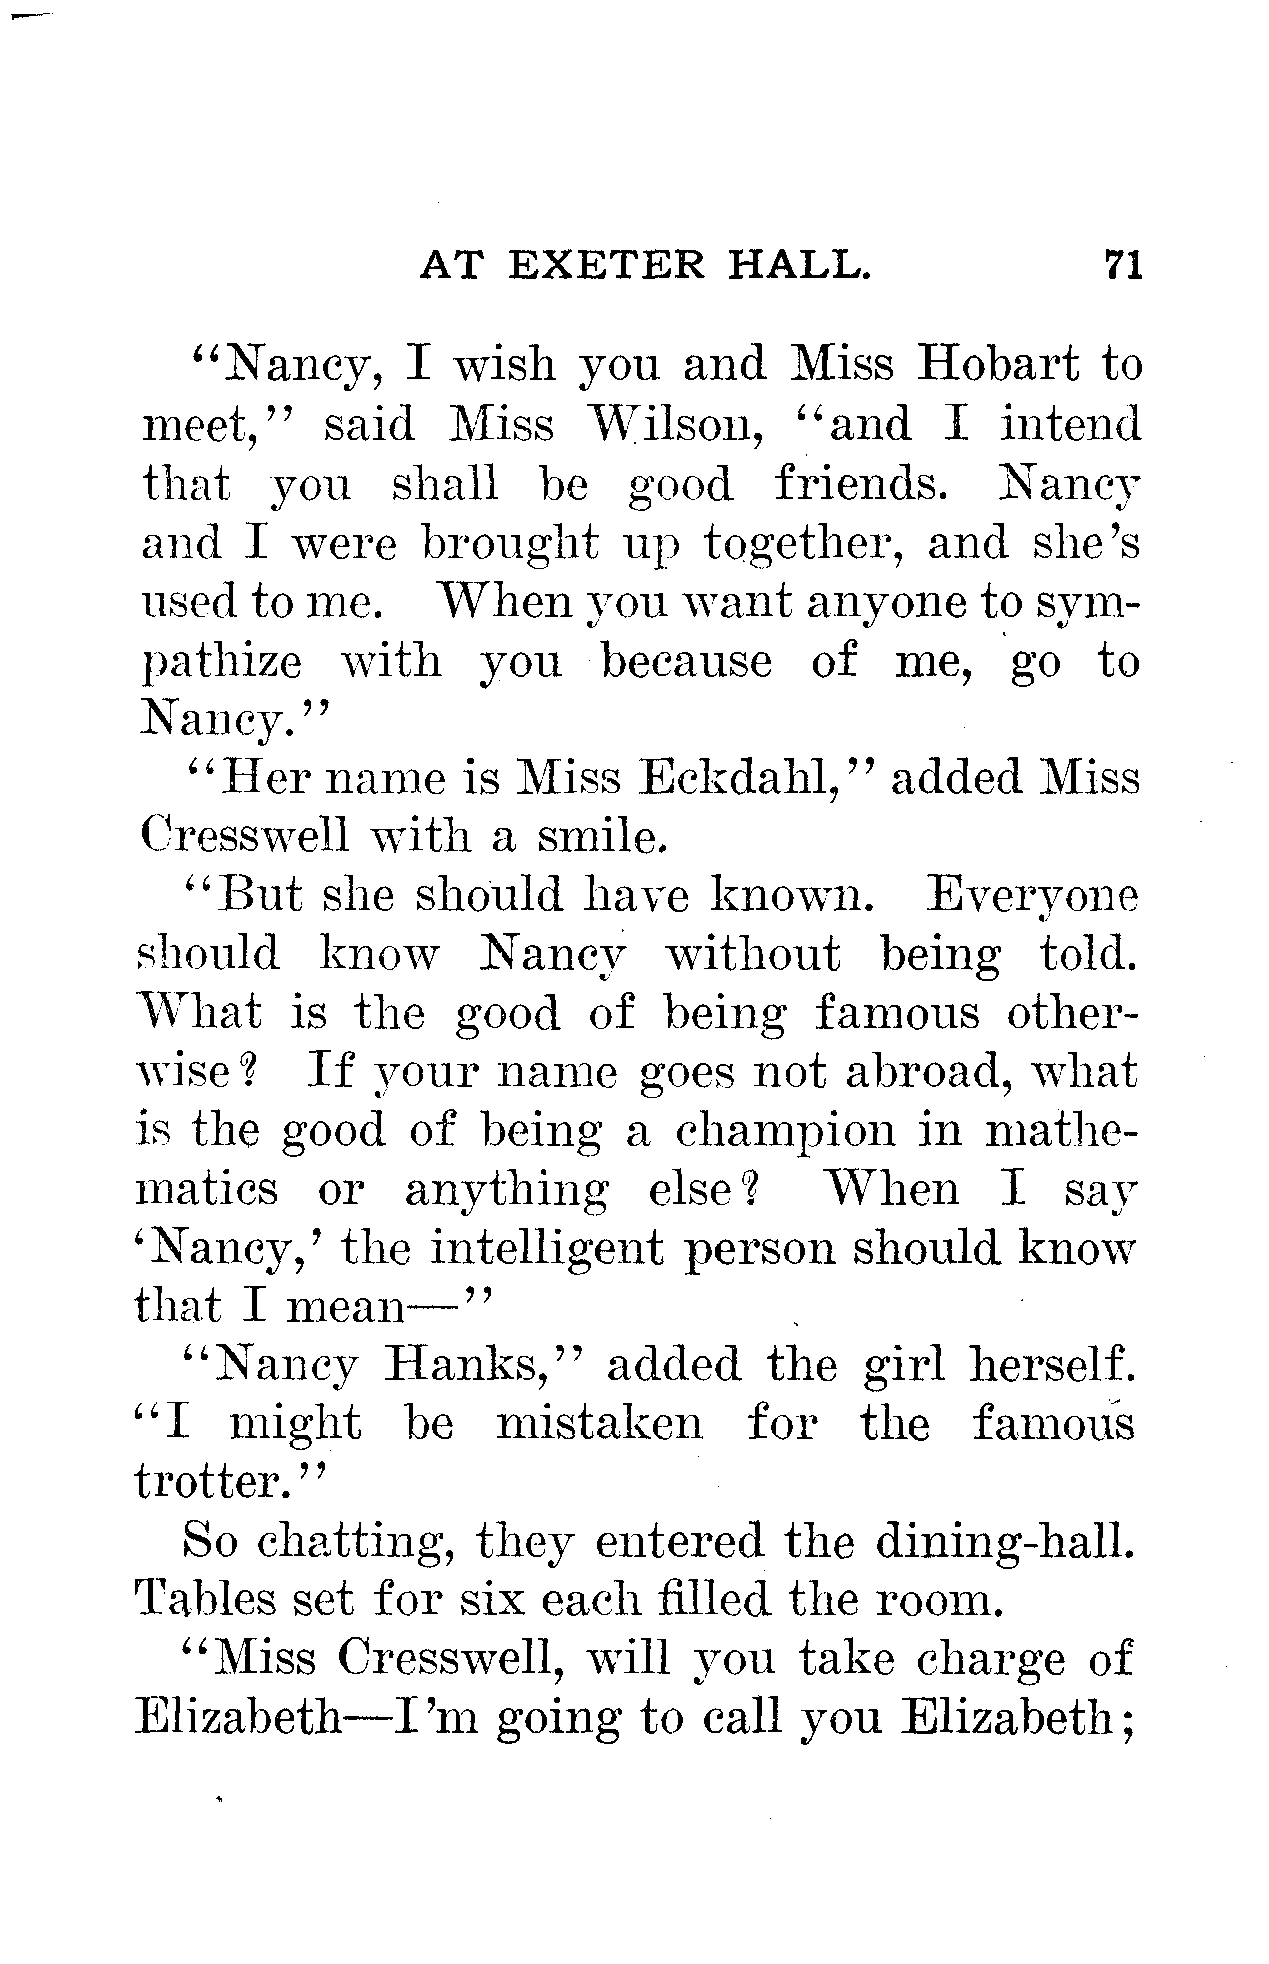 AT EXETER HALL. 71
"Nancy, I wish you and Miss Hobart to
meet," said Miss Wilson, "and I intend
that you shall be good friends. Nancy
and I were brought up together, and she's
used to me. When you want anyone to sym-
pathize with you because of me, go to
Nancy."
"Her name is Miss Eckdahl," added Miss
Cresswell with a smile.
"But she should have known. Everyone
should know Nancy without being told.
What is the good of being famous other-
wise? If your name goes not abroad, what
is the good of being a champion in mathe-
matics or anything else? When I say
'Nancy,' the intelligent person should know
that I mean—"
"Nancy Hanks," added the girl herself.
"I might be mistaken for the famous
trotter."
So chatting, they entered the dining-hall.
Tables set for six each filled the room.
"Miss Cresswell, will you take charge of
Elizabeth—I'm going to call you Elizabeth;